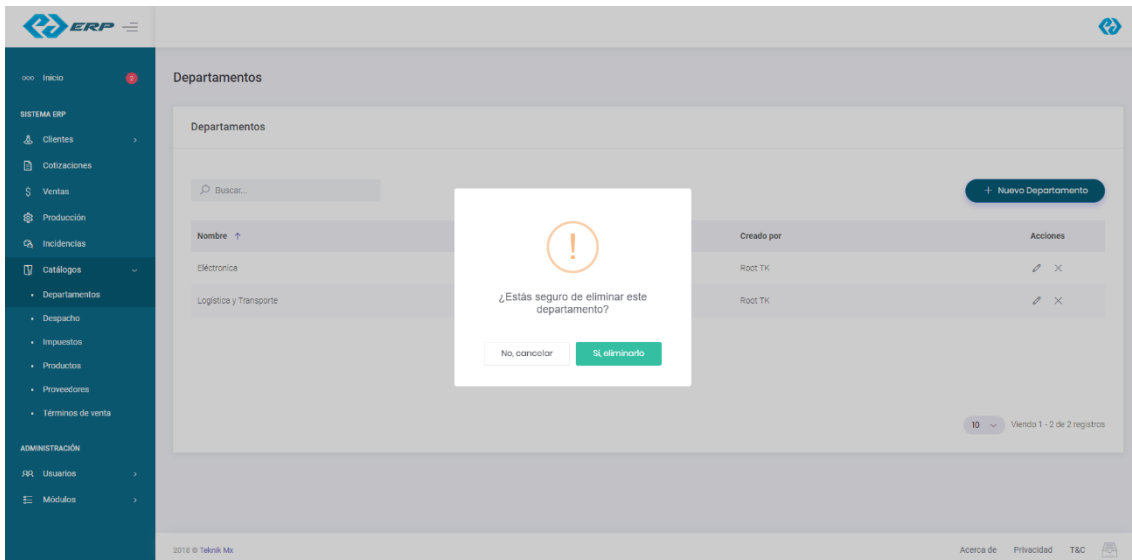 ERP
Inicio
Departamentos
SISTEMA ERP
Clientes
Departamentos
Cotizaciones
Ventas
Buscar...
+ Nuevo Departamento
Producción
Nombre ↑
Creado por
Acciones
Incidencias
Catálogos
Eléctronica
Root TK
!
Departamentos
Logística y Transporte
Root TK
¿Estás seguro de eliminar este
departamento?
Despacho
Impuestos
No, cancelar
Sí, eliminarlo
Productos
Proveedores
Términos de venta
10
Viendo 1 - 2 de 2 registros
ADMINISTRACIÓN
Usuarios
Módulos
2018 © Teknik Mx
Acerca de
Privacidad
T&C